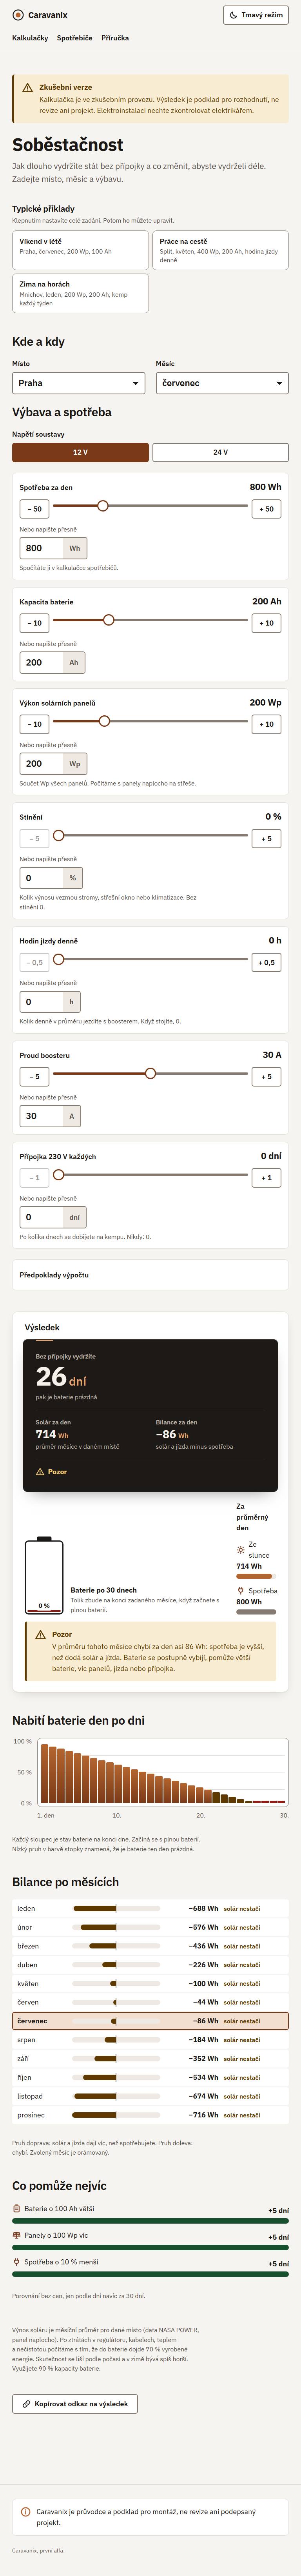 Caravanix
Tmavý režim
Kalkulačky Spotřebiče Příručka
Zkušební verze
Kalkulačka je ve zkušebním provozu. Výsledek je podklad pro rozhodnutí, ne
revize ani projekt. Elektroinstalaci nechte zkontrolovat elektrikářem.
Soběstačnost
Jak dlouho vydržíte stát bez přípojky a co změnit, abyste vydrželi déle.
Zadejte místo, měsíc a výbavu.
Typické příklady
Klepnutím nastavíte celé zadání. Potom ho můžete upravit.
Víkend v létě
Praha, červenec, 200 Wp, 100 Ah
Práce na cestě
Split, květen, 400 Wp, 200 Ah, hodina jízdy
denně
Zima na horách
Mnichov, leden, 200 Wp, 200 Ah, kemp
každý týden
Kde a kdy
Místo
Měsíc
Praha
červenec
Výbava a spotřeba
Napětí soustavy
12 V
24 V
Spotřeba za den
800 Wh
– 50
+ 50
Nebo napište přesně
800 Wh
Spočítáte ji v kalkulačce spotřebičů.
Kapacita baterie
200 Ah
– 10
+ 10
Nebo napište přesně
200 Ah
Výkon solárních panelů
200 Wp
– 10
+ 10
Nebo napište přesně
200 Wp
Součet Wp všech panelů. Počítáme s panely naplocho na střeše.
Stínění
0 %
– 5
+ 5
Nebo napište přesně
0 %
Kolik výnosu vezmou stromy, střešní okno nebo klimatizace. Bez
stínění 0.
Hodin jízdy denně
0 h
– 0,5
+ 0,5
Nebo napište přesně
0 h
Kolik denně v průměru jezdíte s boosterem. Když stojíte, 0.
Proud boosteru
30 A
– 5
+ 5
Nebo napište přesně
30 A
Přípojka 230 V každých
0 dní
– 1
+ 1
Nebo napište přesně
0 dní
Po kolika dnech se dobijete na kempu. Nikdy: 0.
Předpoklady výpočtu
Výsledek
Bez přípojky vydržíte
26 dní
pak je baterie prázdná
Solár za den
714 Wh
průměr měsíce v daném místě
Bilance za den
−86 Wh
solár a jízda minus spotřeba
Pozor
0 %
Baterie po 30 dnech
Tolik zbude na konci zadaného měsíce, když začnete s
plnou baterií.
Za
průměrný
den
Ze
slunce
714 Wh
Spotřeba
800 Wh
Pozor
V průměru tohoto měsíce chybí za den asi 86 Wh: spotřeba je vyšší,
než dodá solár a jízda. Baterie se postupně vybíjí, pomůže větší
baterie, víc panelů, jízda nebo přípojka.
Nabití baterie den po dni
100 %
50 %
0 %
1. den 10. 20. 30.
Každý sloupec je stav baterie na konci dne. Začíná se s plnou baterií.
Nízký pruh v barvě stopky znamená, že je baterie ten den prázdná.
Bilance po měsících
leden −688 Wh solár nestačí
únor −576 Wh solár nestačí
březen −436 Wh solár nestačí
duben −226 Wh solár nestačí
květen −100 Wh solár nestačí
červen −44 Wh solár nestačí
červenec −86 Wh solár nestačí
srpen −184 Wh solár nestačí
září −352 Wh solár nestačí
říjen −534 Wh solár nestačí
listopad −674 Wh solár nestačí
prosinec −716 Wh solár nestačí
Pruh doprava: solár a jízda dají víc, než spotřebujete. Pruh doleva:
chybí. Zvolený měsíc je orámovaný.
Co pomůže nejvíc
Baterie o 100 Ah větší +5 dní
Panely o 100 Wp víc +5 dní
Spotřeba o 10 % menší +5 dní
Porovnání bez cen, jen podle dní navíc za 30 dní.
Výnos soláru je měsíční průměr pro dané místo (data NASA POWER,
panel naplocho). Po ztrátách v regulátoru, kabelech, teplem
a nečistotou počítáme s tím, že do baterie dojde 70 % vyrobené
energie. Skutečnost se liší podle počasí a v zimě bývá spíš horší.
Využijete 90 % kapacity baterie.
Kopírovat odkaz na výsledek
Caravanix je průvodce a podklad pro montáž, ne revize ani podepsaný
projekt.
Caravanix, první alfa.